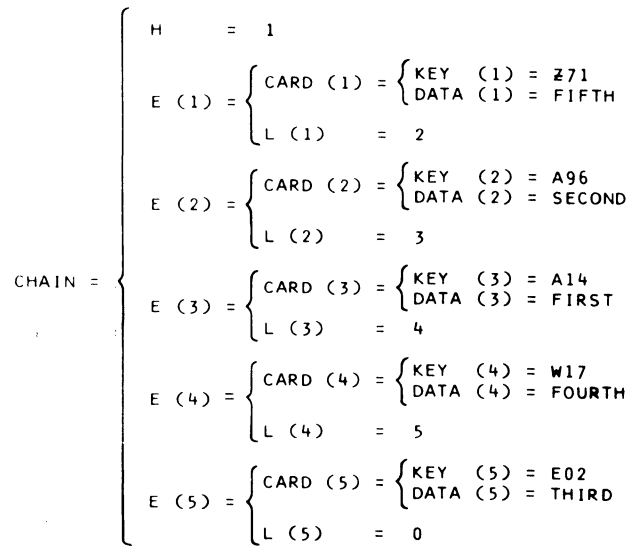 H = 1
E (1) = CARD (1) = KEY (1) = Z71
DATA (1) = FIFTH
L (1) = 2
E (2) = CARD (2) = KEY (2) = A96
DATA (2) = SECOND
L (2) = 3
CHAIN =
E (3) = CARD (3) = KEY (3) = A14
DATA (3) = FIRST
L (3) = 4
E (4) = CARD (4) = KEY (4) = W17
DATA (4) = FOURTH
L (4) = 5
E (5) = CARD (5) = KEY (5) = E02
DATA (5) = THIRD
L (5) = 0